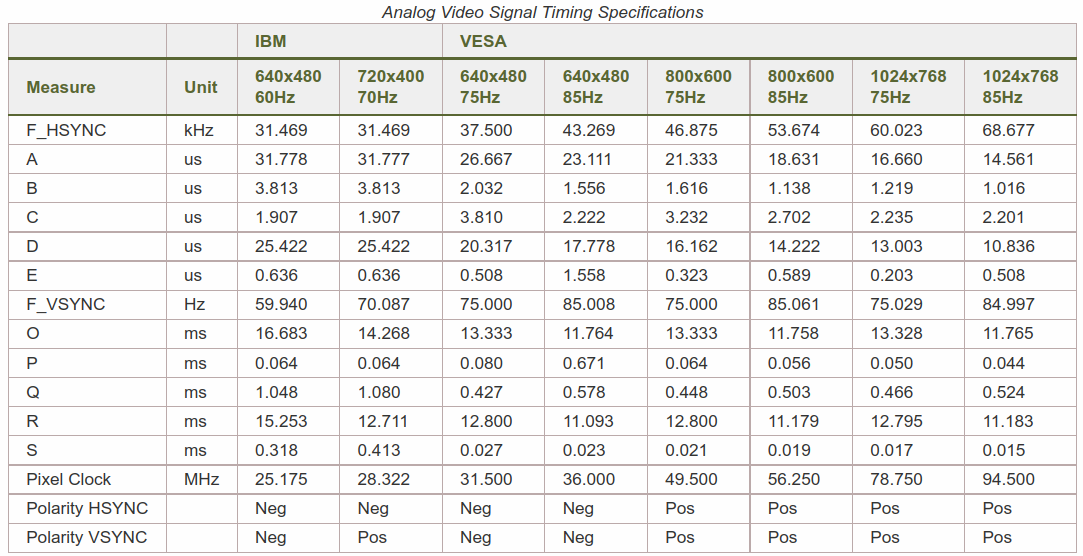 Analog Video Signal Timing Specifications
IBM VESA
Measure Unit 640x480 60Hz 720x400 70Hz 640x480 75Hz 640x480 85Hz 800x600 75Hz 800x600 85Hz 1024x768 75Hz 1024x768 85Hz
F_HSYNC kHz 31.469 31.469 37.500 43.269 46.875 53.674 60.023 68.677
A us 31.778 31.777 26.667 23.111 21.333 18.631 16.660 14.561
B us 3.813 3.813 2.032 1.556 1.616 1.138 1.219 1.016
C us 1.907 1.907 3.810 2.222 3.232 2.702 2.235 2.201
D us 25.422 25.422 20.317 17.778 16.162 14.222 13.003 10.836
E us 0.636 0.636 0.508 1.558 0.323 0.589 0.203 0.508
F_VSYNC Hz 59.940 70.087 75.000 85.008 75.000 85.061 75.029 84.997
O ms 16.683 14.268 13.333 11.764 13.333 11.758 13.328 11.765
P ms 0.064 0.064 0.080 0.671 0.064 0.056 0.050 0.044
Q ms 1.048 1.080 0.427 0.578 0.448 0.503 0.466 0.524
R ms 15.253 12.711 12.800 11.093 12.800 11.179 12.795 11.183
S ms 0.318 0.413 0.027 0.023 0.021 0.019 0.017 0.015
Pixel Clock MHz 25.175 28.322 31.500 36.000 49.500 56.250 78.750 94.500
Polarity HSYNC Neg Neg Neg Neg Pos Pos Pos Pos
Polarity VSYNC Neg Pos Neg Neg Pos Pos Pos Pos